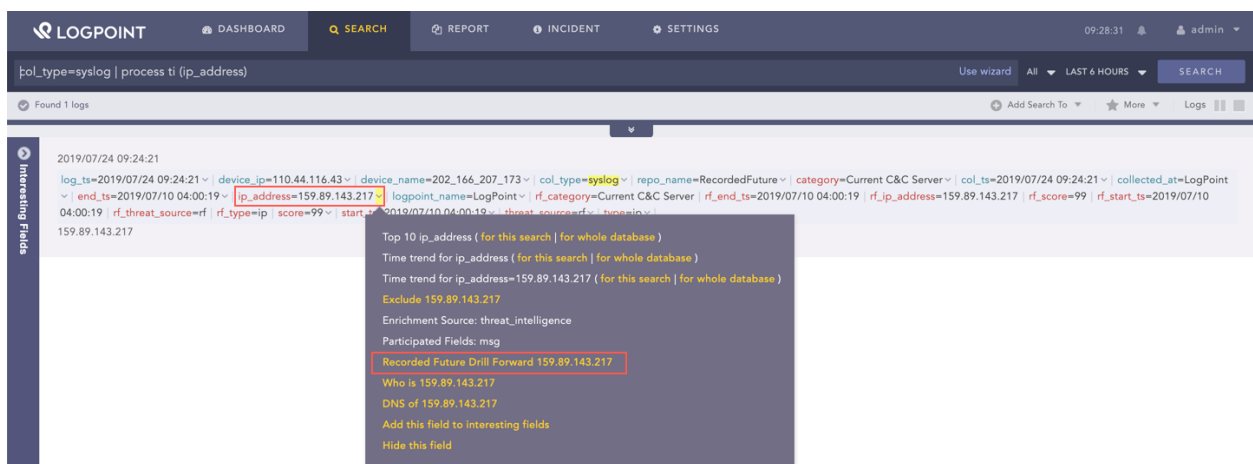 LOGPOINT DASHBOARD SEARCH REPORT INCIDENT SETTINGS 09:28:31 admin
col_type=syslog | process ti (ip_address) Use wizard All LAST 6 HOURS SEARCH
Found 1 logs Add Search To More Logs
Interesting Fields
2019/07/24 09:24:21
log_ts=2019/07/24 09:24:21 | device_ip=110.44.116.43 | device_name=202_166_207_173 | col_type=syslog | repo_name=RecordedFuture | category=Current C&C Server | col_ts=2019/07/24 09:24:21 | collected_at=LogPoint
| end_ts=2019/07/10 04:00:19 | ip_address=159.89.143.217 | logpoint_name=LogPoint | rf_category=Current C&C Server | rf_end_ts=2019/07/10 04:00:19 | rf_ip_address=159.89.143.217 | rf_score=99 | rf_start_ts=2019/07/10
04:00:19 | rf_threat_source=rf | rf_type=ip | score=99 | start_ts=2019/07/10 04:00:19 | threat_source=rf | type=ip
159.89.143.217
Top 10 ip_address ( for this search | for whole database )
Time trend for ip_address ( for this search | for whole database )
Time trend for ip_address=159.89.143.217 ( for this search | for whole database )
Exclude 159.89.143.217
Enrichment Source: threat_intelligence
Participated Fields: msg
Recorded Future Drill Forward 159.89.143.217
Who is 159.89.143.217
DNS of 159.89.143.217
Add this field to interesting fields
Hide this field